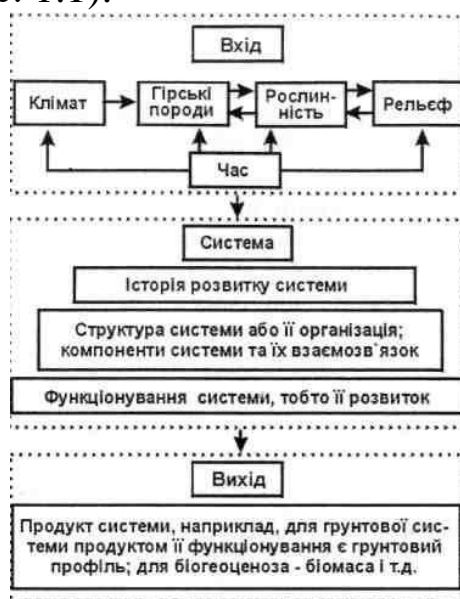 1.1).
Вхід
Клімат
Гірські
породи
Рослин-
ність
Рельєф
Час
Система
Історія розвитку системи
Структура системи або її організація;
компоненти системи та їх взаємозв`язок
Функціонування системи, тобто її розвиток
Вихід
Продукт системи, наприклад, для грунтової сис-
теми продуктом її функціонування є грунтовий
профіль; для біогеоценоза - біомаса і т.д.